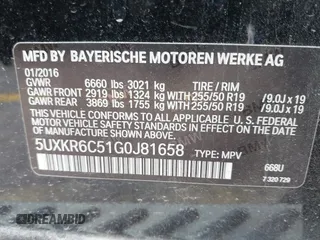 MFD BY BAYERISCHE MOTOREN WERKE AG
01/2016
GVWR 6660 lbs 3021 kg TIRE / RIM
GAWR FRONT 2919 lbs 1324 kg WITH 255/50 R19 /9.0J x 19
GAWR REAR 3869 lbs 1755 kg WITH 255/50 R19 /9.0J x 19
THIS VEHICLE CONFORMS TO ALL APPLICABLE
U.S. FEDERAL MOTOR VEHICLE SAFETY
STANDARDS IN EFFECT ON THE DATE OF
MANUFACTURE SHOWN ABOVE.
5UXKR6C51G0J81658 TYPE: MPV
668U
7 320 729
DREAMBID